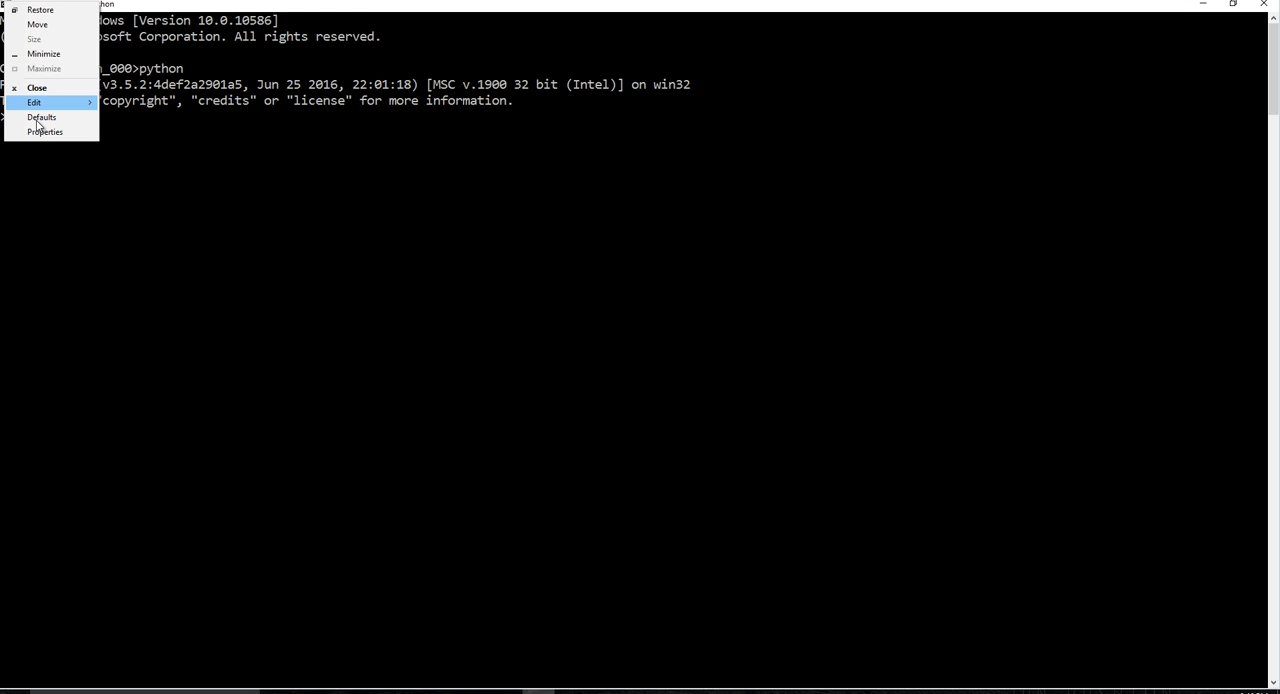 Restore
Move
Size
Minimize
Maximize
Close
Edit
Defaults
Properties
hon
dows [Version 10.0.10586]
soft Corporation. All rights reserved.
n_000>python
(v3.5.2:4def2a2901a5, Jun 25 2016, 22:01:18) [MSC v.1900 32 bit (Intel)] on win32
"copyright", "credits" or "license" for more information.